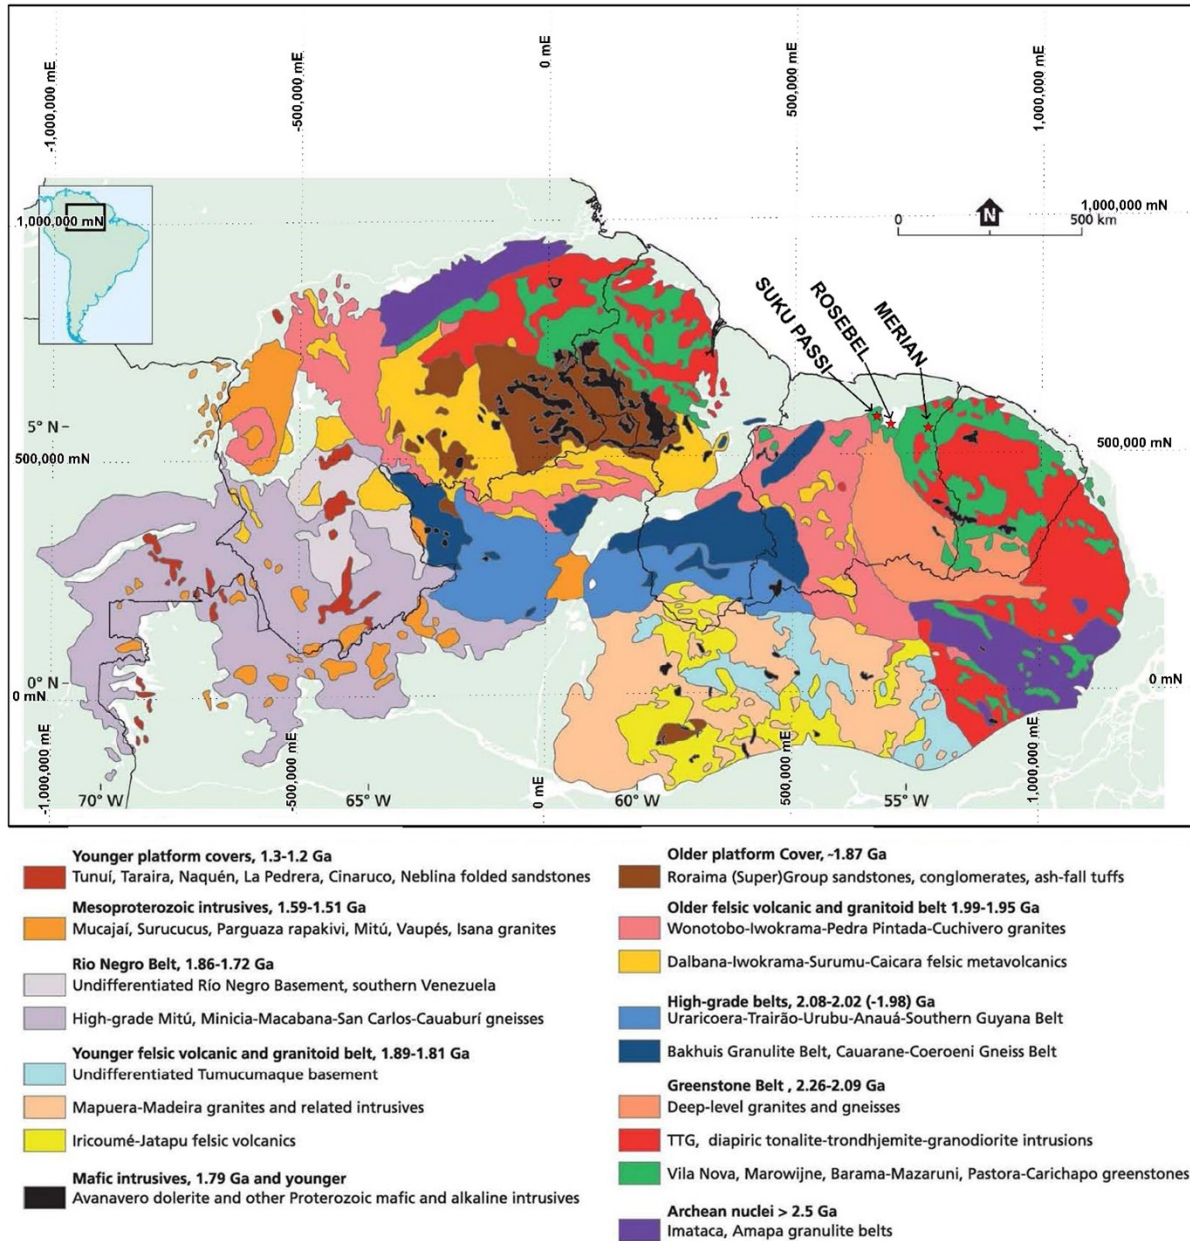 -1,000,000 mE
-500,000 mE
0 mE
500,000 mE
1,000,000 mE
1,000,000 mN
1,000,000 mN
N
0
500 km
SUKU PASSI
ROSEBEL
MERIAN
5° N
500,000 mN
500,000 mN
0° N
0 mN
0 mN
-1,000,000 mE
-500,000 mE
0 mE
500,000 mE
1,000,000 mE
70° W
65° W
60° W
55° W
Younger platform covers, 1.3-1.2 Ga
Tunuí, Taraira, Naquén, La Pedrera, Cinaruco, Neblina folded sandstones
Mesoproterozoic intrusives, 1.59-1.51 Ga
Mucajaí, Surucucus, Parguaza rapakivi, Mitú, Vaupés, Isana granites
Rio Negro Belt, 1.86-1.72 Ga
Undifferentiated Río Negro Basement, southern Venezuela
High-grade Mitú, Minicia-Macabana-San Carlos-Cauaburí gneisses
Younger felsic volcanic and granitoid belt, 1.89-1.81 Ga
Undifferentiated Tumucumaque basement
Mapuera-Madeira granites and related intrusives
Iricoumé-Jatapu felsic volcanics
Mafic intrusives, 1.79 Ga and younger
Avanavero dolerite and other Proterozoic mafic and alkaline intrusives
Older platform Cover, ~1.87 Ga
Roraima (Super)Group sandstones, conglomerates, ash-fall tuffs
Older felsic volcanic and granitoid belt 1.99-1.95 Ga
Wonotobo-Iwokrama-Pedra Pintada-Cuchivero granites
Dalbana-Iwokrama-Surumu-Caicara felsic metavolcanics
High-grade belts, 2.08-2.02 (-1.98) Ga
Uraricoera-Trairão-Urubu-Anauá-Southern Guyana Belt
Bakhuis Granulite Belt, Cauarane-Coeroeni Gneiss Belt
Greenstone Belt , 2.26-2.09 Ga
Deep-level granites and gneisses
TTG, diapiric tonalite-trondhjemite-granodiorite intrusions
Vila Nova, Marowijne, Barama-Mazaruni, Pastora-Carichapo greenstones
Archean nuclei > 2.5 Ga
Imataca, Amapa granulite belts